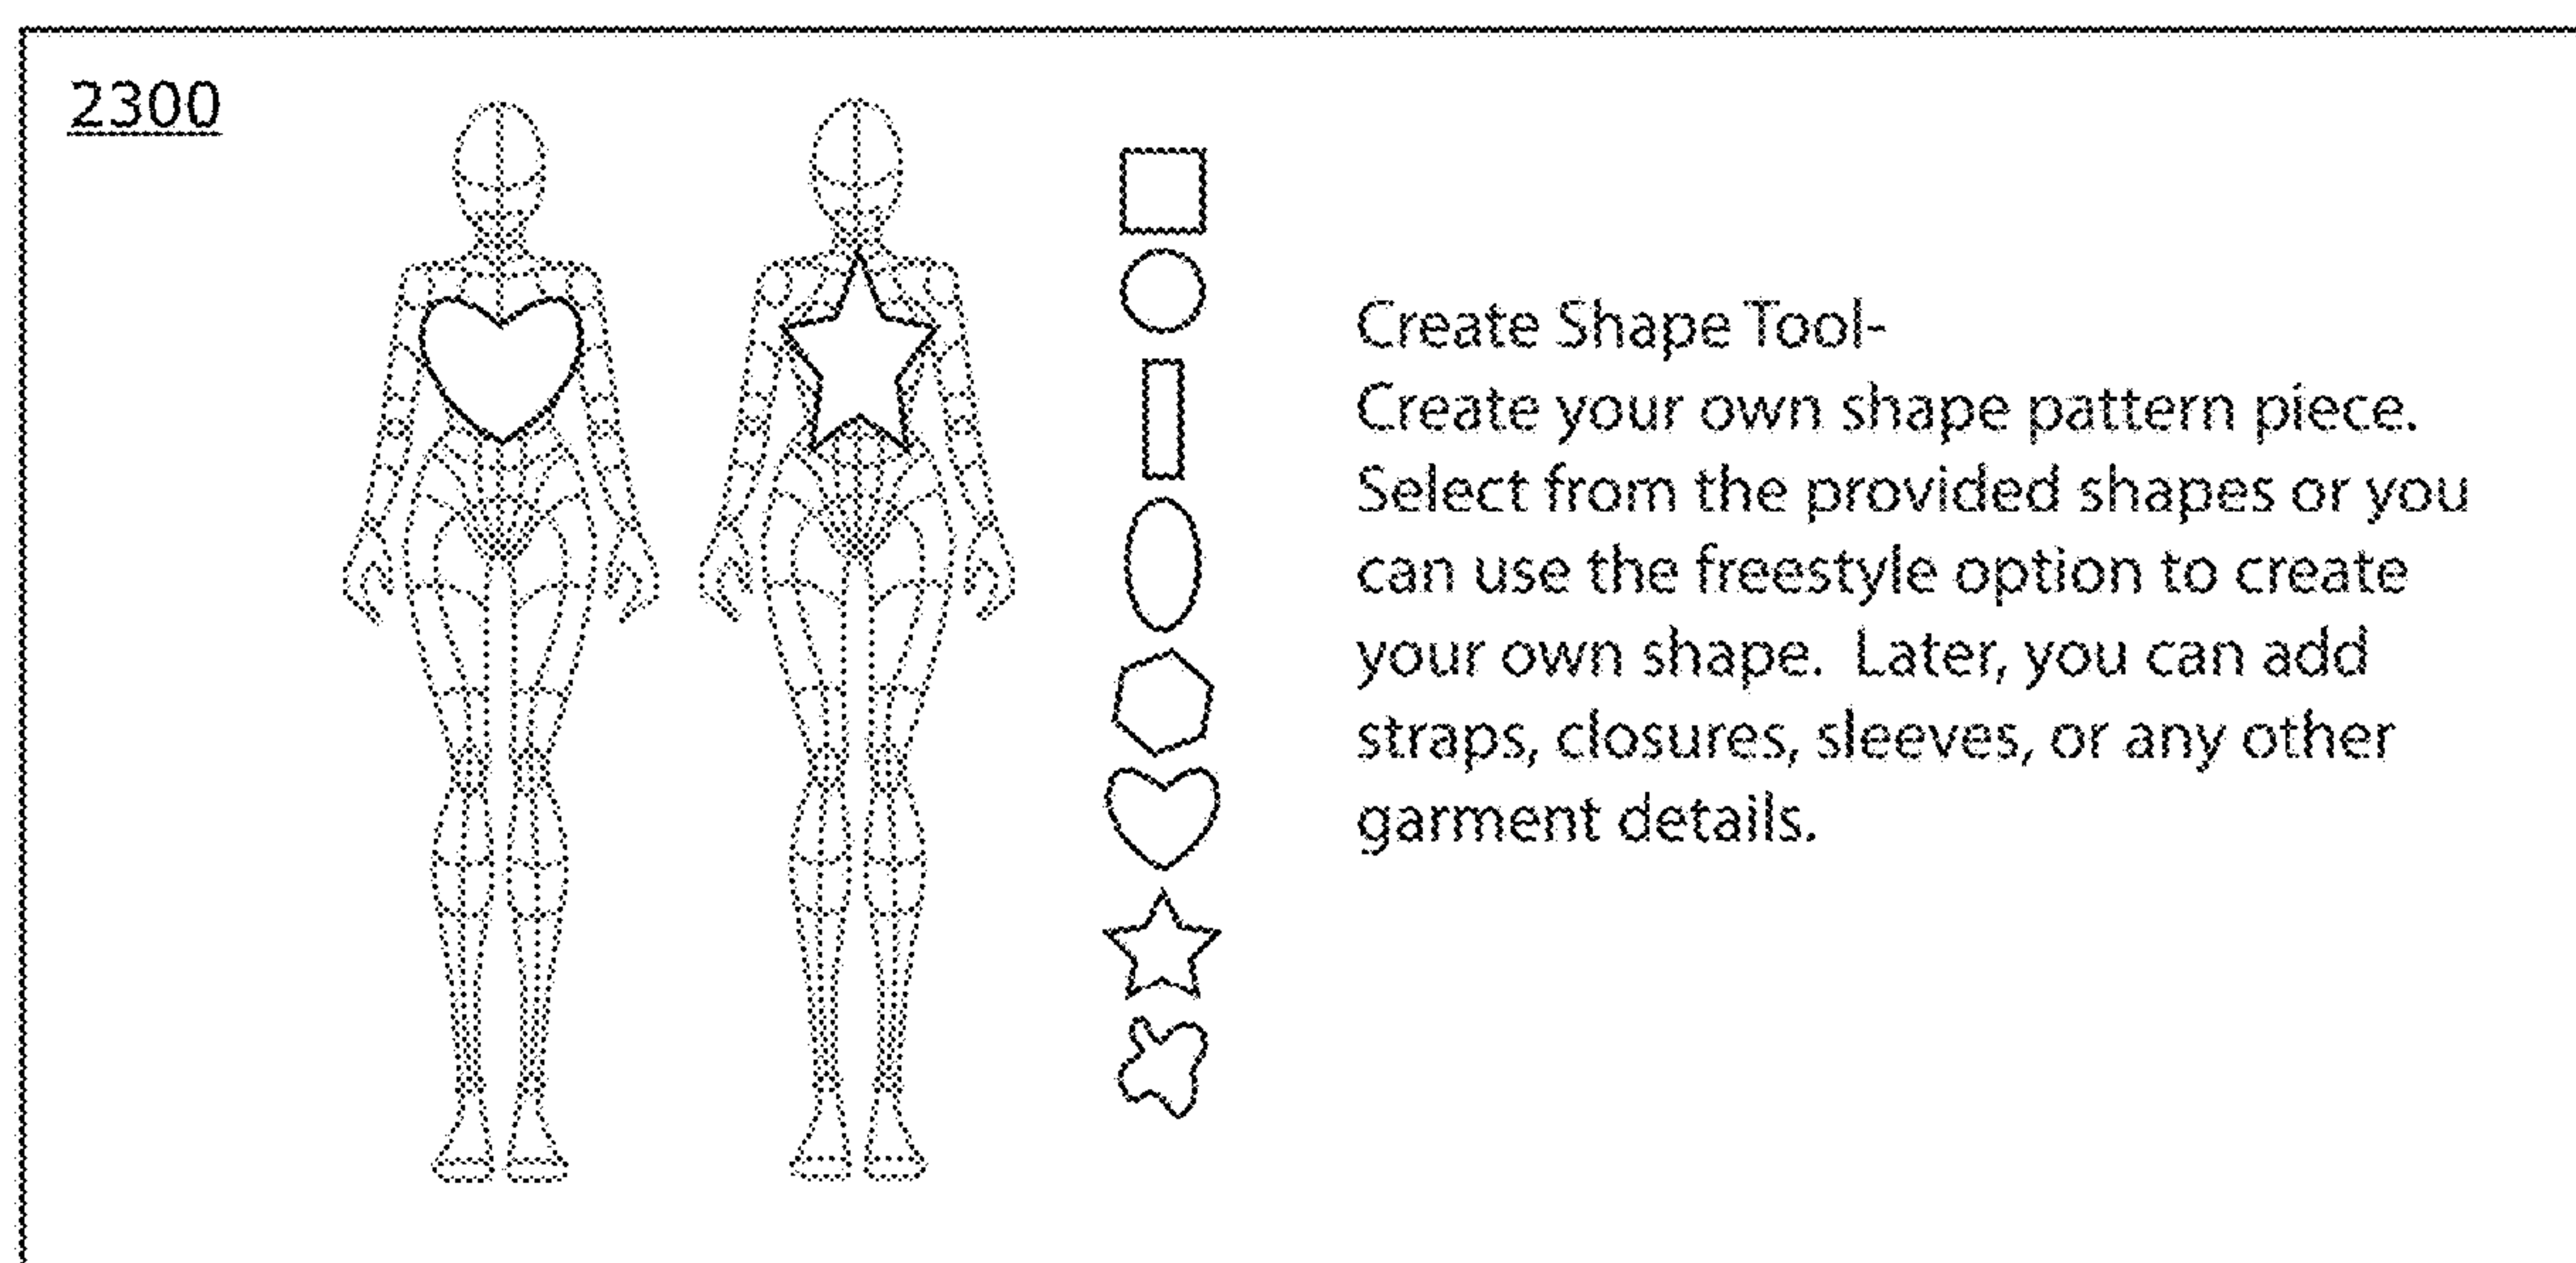 2300
Create Shape Tool-
Create your own shape pattern piece.
Select from the provided shapes or you
can use the freestyle option to create
your own shape.  Later, you can add
straps, closures, sleeves, or any other
garment details.